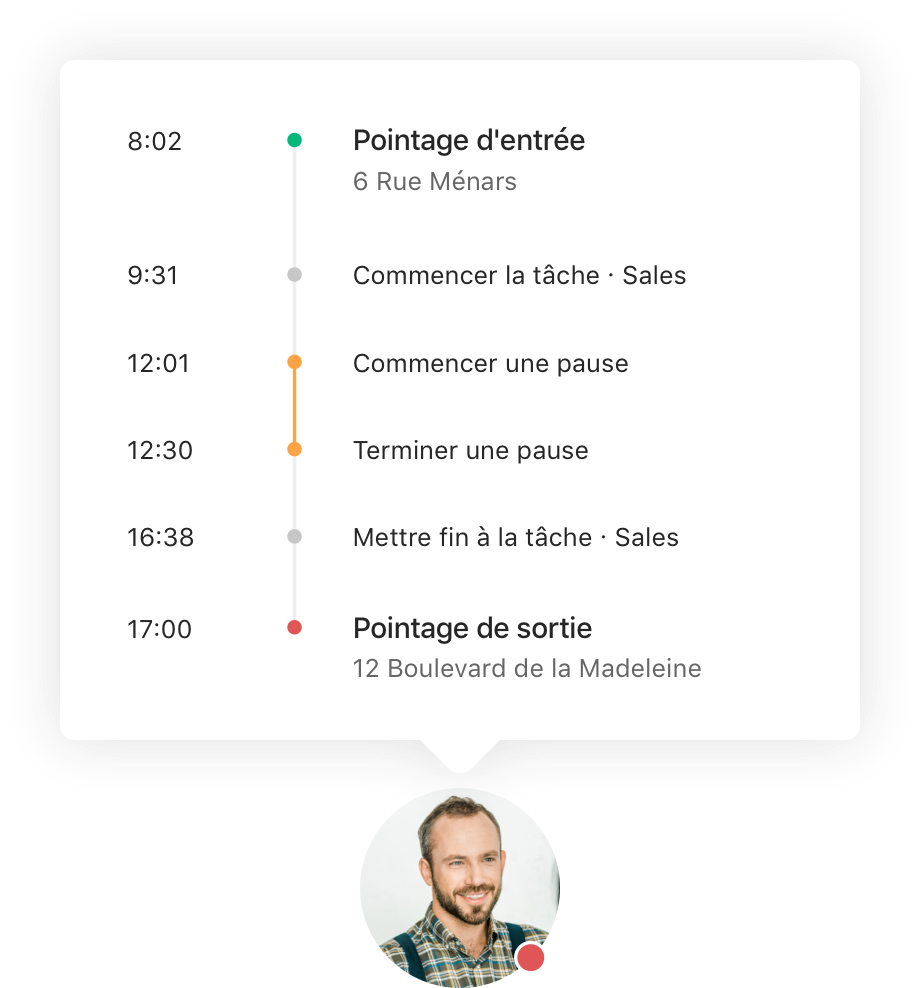 8:02 Pointage d'entrée
6 Rue Ménars
9:31 Commencer la tâche · Sales
12:01 Commencer une pause
12:30 Terminer une pause
16:38 Mettre fin à la tâche · Sales
17:00 Pointage de sortie
12 Boulevard de la Madeleine